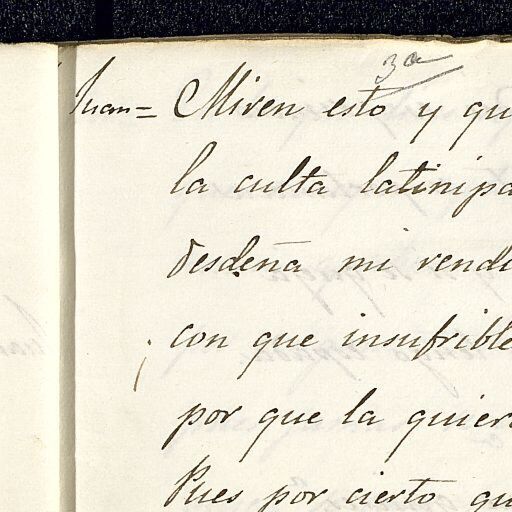 3a
Juan= Miren esto y qu
la culta latinipa
desdeña mi rendi
con que insufrible
por que la quier
Pues por cierto qu